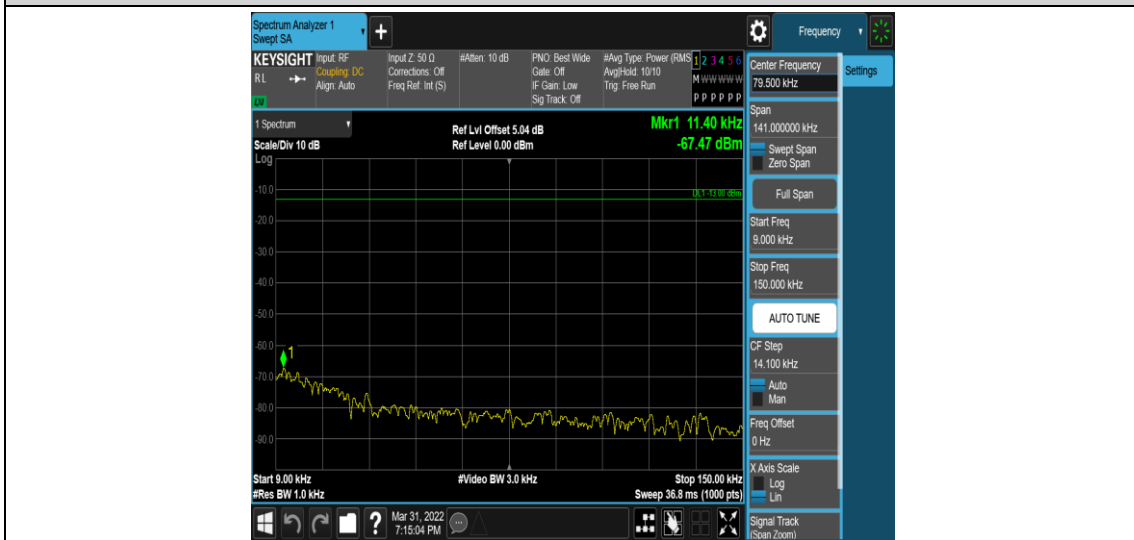 Spectrum Analyzer 1
Swept SA
Frequency
KEYSIGHT
RL
LXI
Input: RF
Coupling: DC
Align: Auto
Input Z: 50 Ω
Corrections: Off
Freq Ref: Int (S)
#Atten: 10 dB
PNO: Best Wide
Gate: Off
IF Gain: Low
Sig Track: Off
#Avg Type: Power (RMS
Avg|Hold: 10/10
Trig: Free Run
1 2 3 4 5 6
M W W W W W
P P P P P P
Center Frequency
79.500 kHz
Settings
Span
141.000000 kHz
Swept Span
Zero Span
Full Span
Start Freq
9.000 kHz
Stop Freq
150.000 kHz
AUTO TUNE
CF Step
14.100 kHz
Auto
Man
Freq Offset
0 Hz
X Axis Scale
Log
Lin
Signal Track
(Span Zoom)
1 Spectrum
Scale/Div 10 dB
Log
Ref Lvl Offset 5.04 dB
Ref Level 0.00 dBm
Mkr1 11.40 kHz
-67.47 dBm
DL1 -13.00 dBm
-10.0
-20.0
-30.0
-40.0
-50.0
-60.0
1
-70.0
-80.0
-90.0
Start 9.00 kHz
#Res BW 1.0 kHz
#Video BW 3.0 kHz
Stop 150.00 kHz
Sweep 36.8 ms (1000 pts)
?
Mar 31, 2022
7:15:04 PM